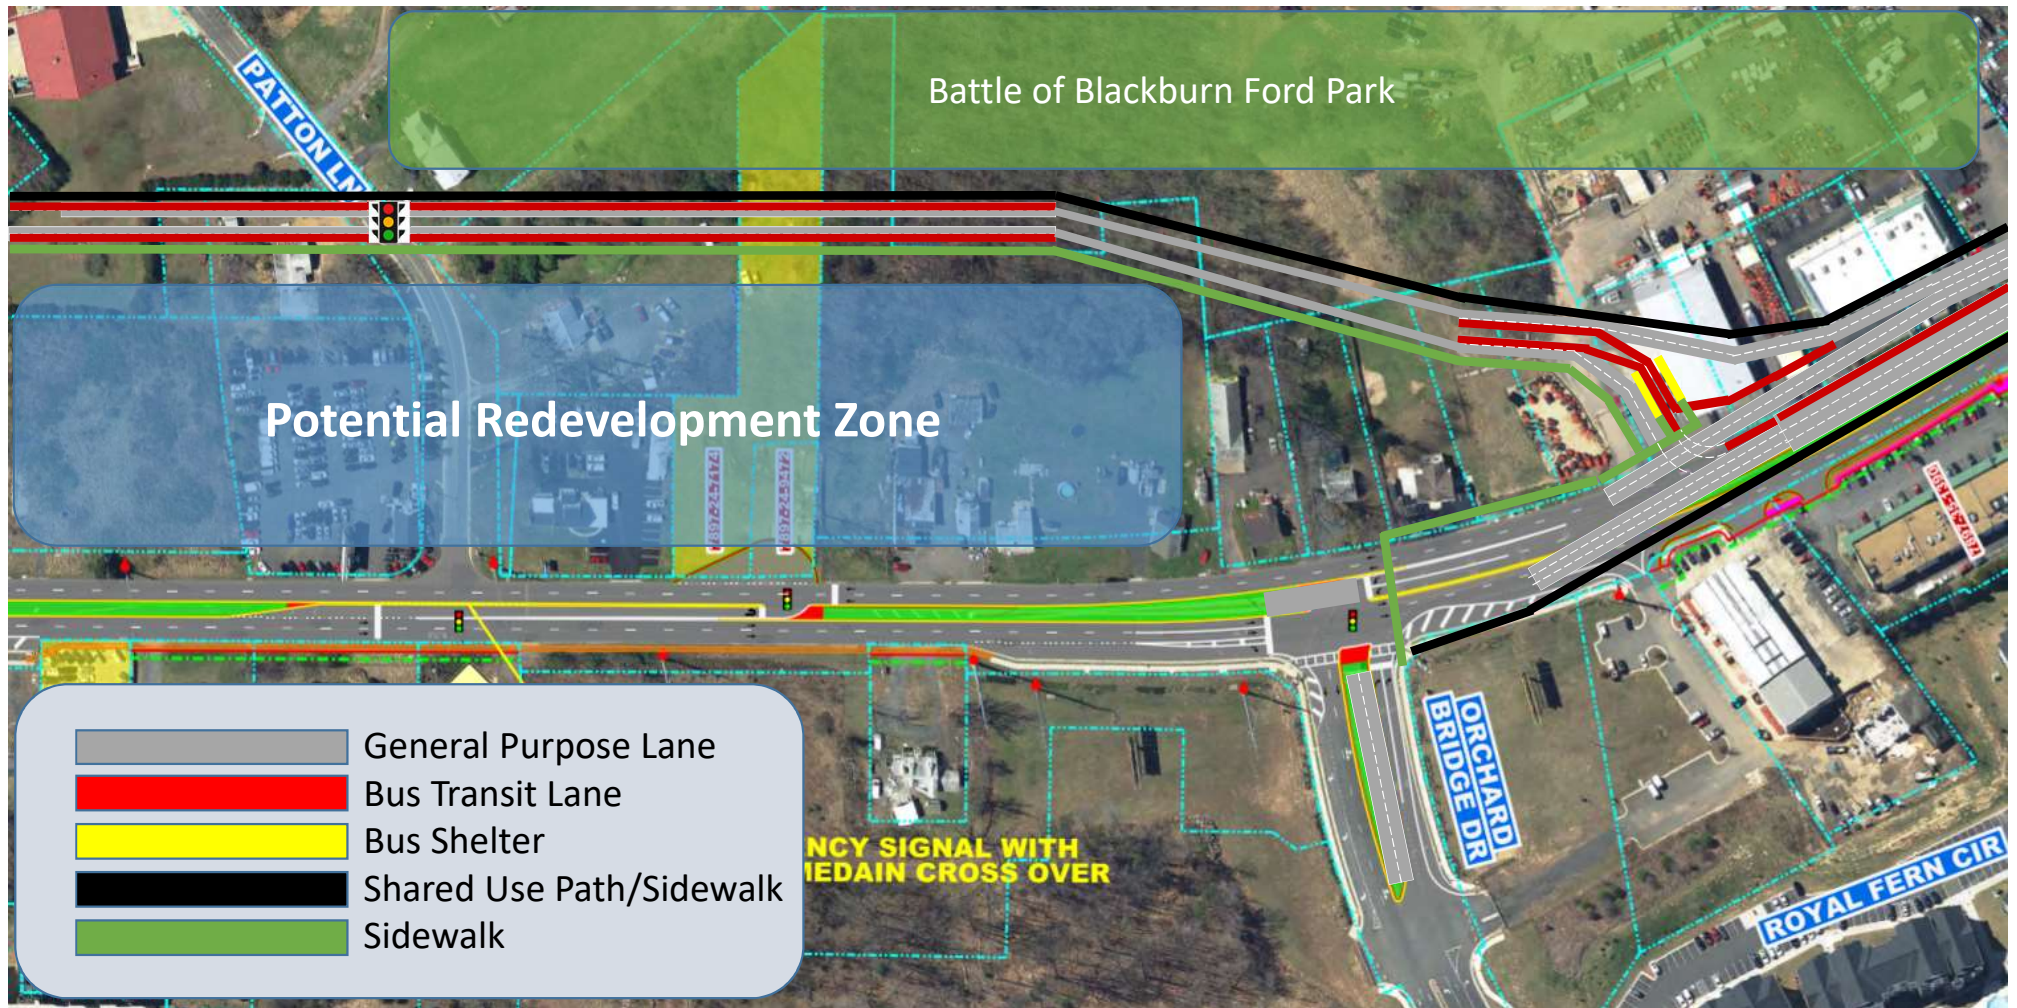 Battle of Blackburn Ford Park
PATTON LN
Potential Redevelopment Zone
General Purpose Lane
Bus Transit Lane
Bus Shelter
Shared Use Path/Sidewalk
Sidewalk
NCY SIGNAL WITH
MEDAIN CROSS OVER
ORCHARD
BRIDGE DR
ROYAL FERN CIR